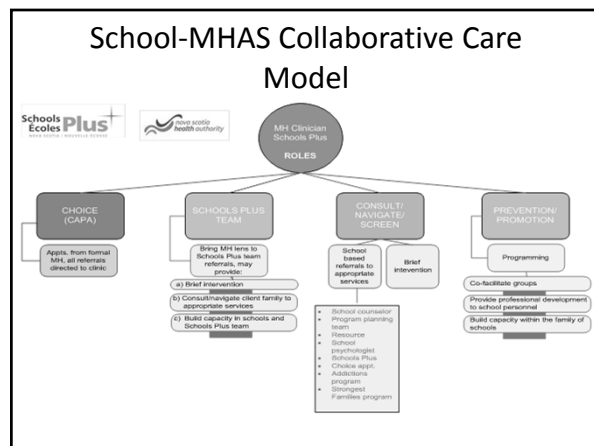 School-MHAS Collaborative Care
Model
Schools
Écoles Plus
NOVA SCOTIA / NOUVELLE ÉCOSSE
nova scotia
health authority
MH Clinician
Schools Plus
ROLES
CHOICE
(CAPA)
Appts. from formal
MH, all referrals
directed to clinic
SCHOOLS PLUS
TEAM
Bring MH lens to
Schools Plus team
referrals, may
provide:
a) Brief intervention
b) Consult/navigate client family to
appropriate services
c) Build capacity in schools and
Schools Plus team
CONSULT/
NAVIGATE/
SCREEN
School
based
referrals to
appropriate
services
Brief
intevention
• School counselor
• Program planning
team
• Resource
• School
psychologist
• Schools Plus
• Choice appt.
• Addictions
program
• Strongest
Families program
PREVENTION/
PROMOTION
Programming
Co-facilitate groups
Provide professional development
to school personnel
Build capacity within the family of
schools